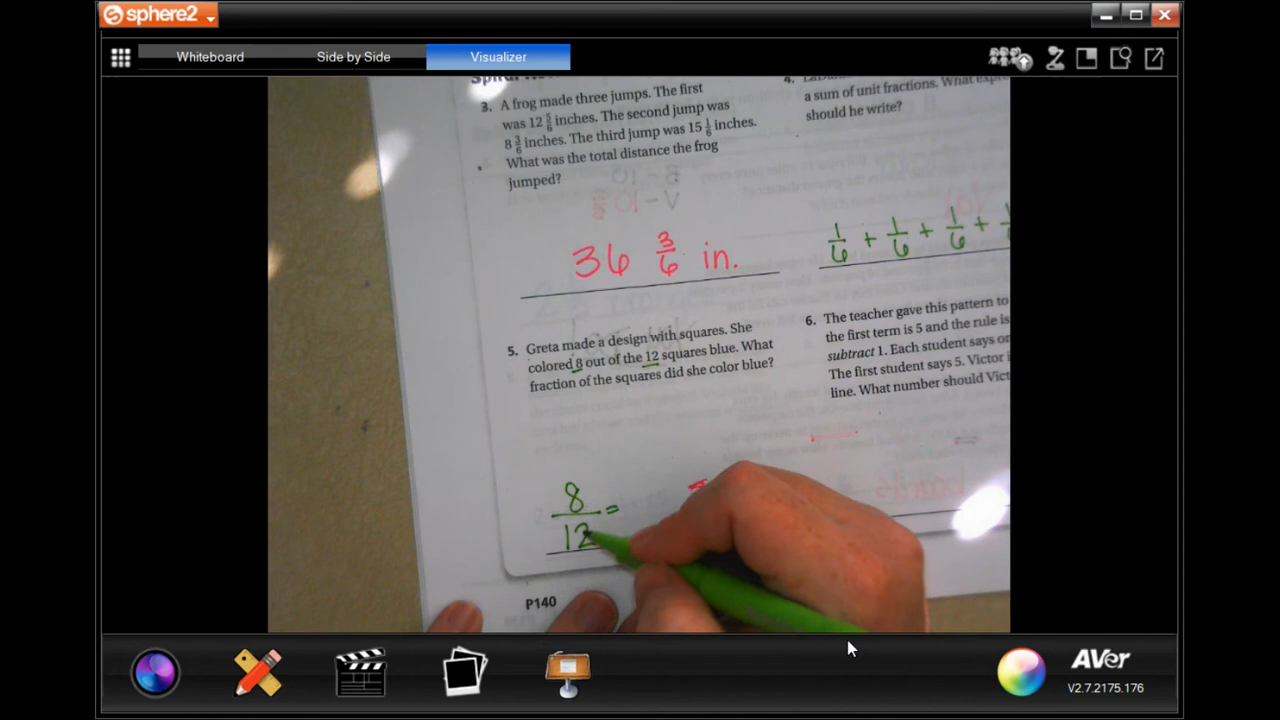 sphere2
Whiteboard
Side by Side
Visualizer
3. A frog made three jumps. The first
was 12 5/6 inches. The second jump was
8 3/6 inches. The third jump was 15 1/6 inches.
What was the total distance the frog
jumped?
36 3/6 in.
4.
a sum of unit fractions. What
should he write?
1/6 + 1/6 + 1/6 +
5. Greta made a design with squares. She
colored 8 out of the 12 squares blue. What
fraction of the squares did she color blue?
8/12 =
6. The teacher gave this pattern to
the first term is 5 and the rule is
subtract 1. Each student says
The first student says 5. Victor
line. What number should
P140
AVer
V2.7.2175.176